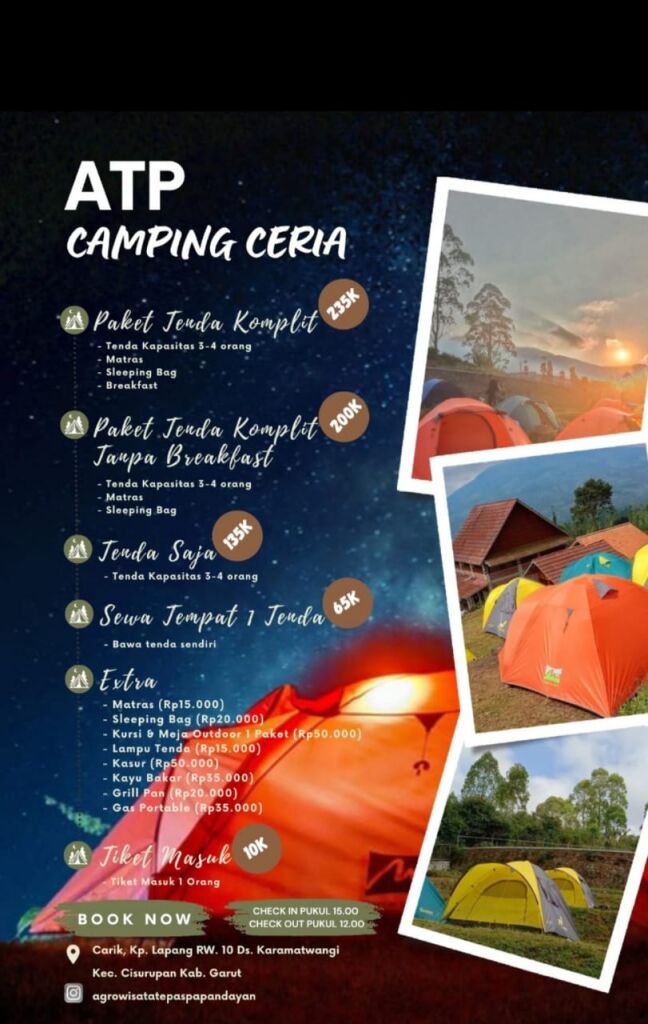 ATP
CAMPING CERIA
Paket Tenda Komplit
235K
- Tenda Kapasitas 3-4 orang
- Matras
- Sleeping Bag
- Breakfast
Paket Tenda Komplit
Tanpa Breakfast
200K
- Tenda Kapasitas 3-4 orang
- Matras
- Sleeping Bag
Tenda Saja
135K
- Tenda Kapasitas 3-4 orang
Sewa Tempat 1 Tenda
65K
- Bawa tenda sendiri
Extra
- Matras (Rp15.000)
- Sleeping Bag (Rp20.000)
- Kursi & Meja Outdoor 1 Paket (Rp50.000)
- Lampu Tenda (Rp15.000)
- Kasur (Rp50.000)
- Kayu Bakar (Rp35.000)
- Grill Pan (Rp20.000)
- Gas Portable (Rp35.000)
Tiket Masuk
10K
- Tiket Masuk 1 Orang
BOOK NOW
CHECK IN PUKUL 15.00
CHECK OUT PUKUL 12.00
Carik, Kp. Lapang RW. 10 Ds. Karamatwangi
Kec. Cisurupan Kab. Garut
agrowisatatepaspapandayan